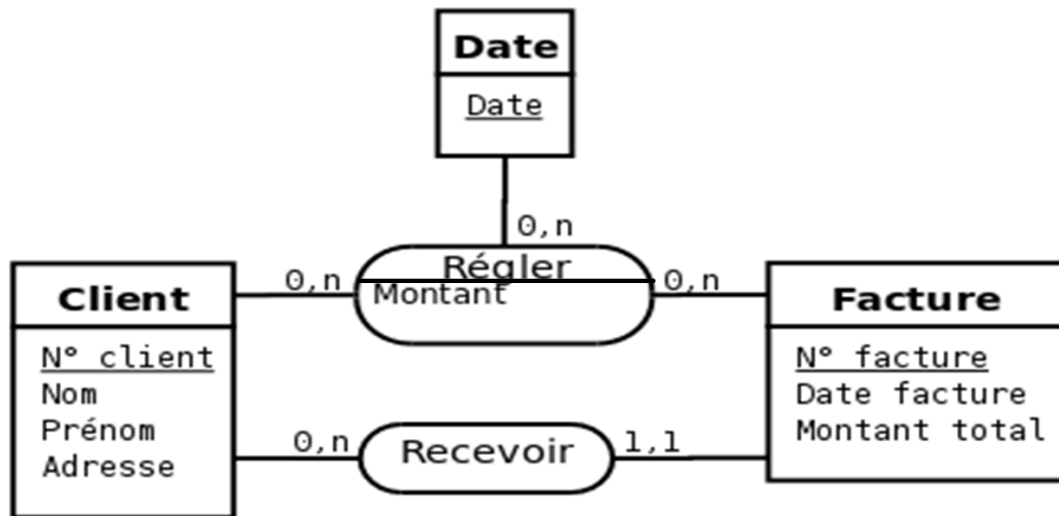 Date
Date
0,n
Régler
0,n
0,n
Montant
Client
N° client
Nom
Prénom
Adresse
Facture
N° facture
Date facture
Montant total
0,n
Recevoir
1,1